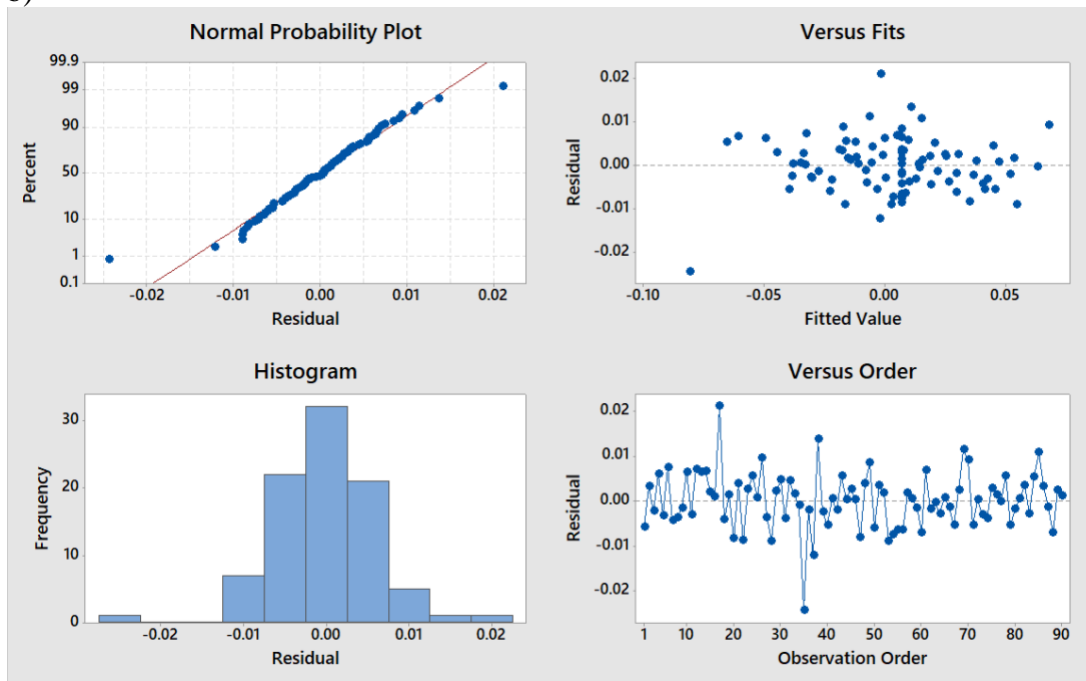 Normal Probability Plot
99.9
99
90
50
10
1
0.1
Percent
-0.02 -0.01 0.00 0.01 0.02
Residual
Versus Fits
0.02
0.01
0.00
-0.01
-0.02
Residual
-0.10 -0.05 0.00 0.05
Fitted Value
Histogram
30
20
10
0
Frequency
-0.02 -0.01 0.00 0.01 0.02
Residual
Versus Order
0.02
0.01
0.00
-0.01
-0.02
Residual
1 10 20 30 40 50 60 70 80 90
Observation Order